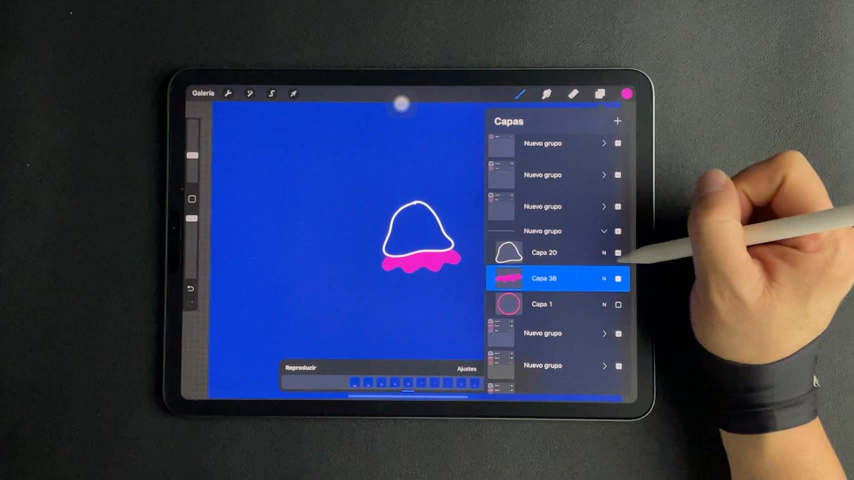 Galería
Capas
Nuevo grupo
Nuevo grupo
Nuevo grupo
Nuevo grupo
Capa 20 N
Capa 38 N
Capa 1 N
Nuevo grupo
Nuevo grupo
Reproducir Ajustes